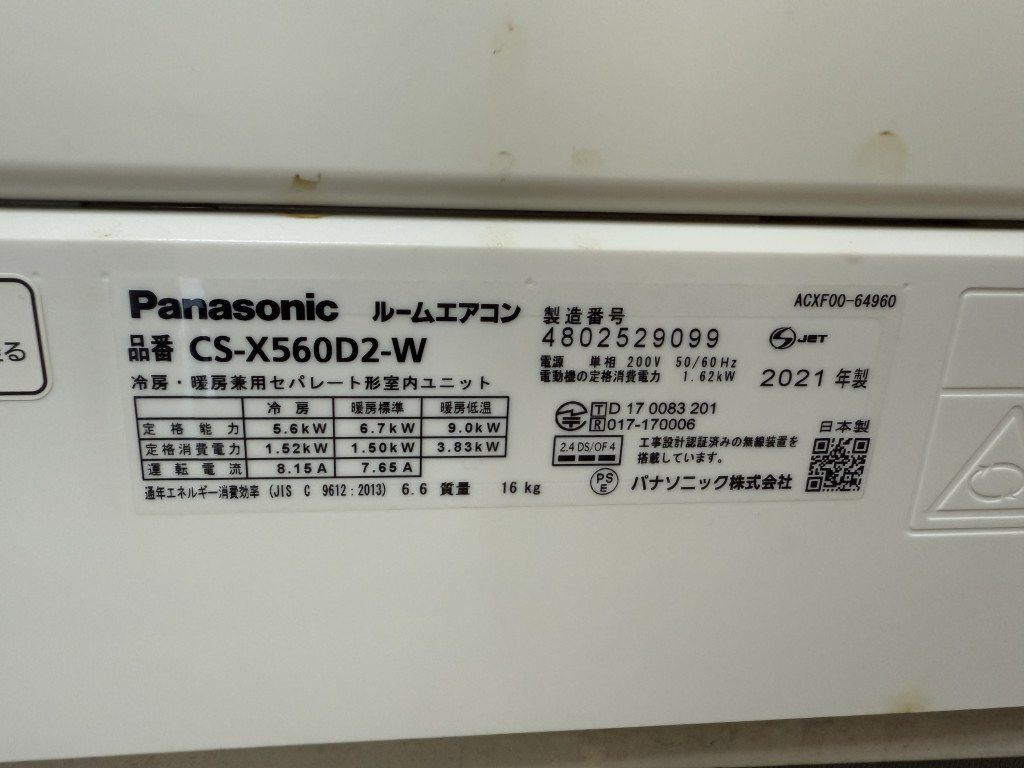 Panasonic ルームエアコン
品番 CS-X560D2-W
冷房・暖房兼用セパレート形室内ユニット
冷房 暖房標準 暖房低温
定格能力 5.6kW 6.7kW 9.0kW
定格消費電力 1.52kW 1.50kW 3.83kW
運転電流 8.15A 7.65A
通年エネルギー消費効率 (JIS C 9612:2013) 6.6 質量 16 kg
ACXF00-64960
製造番号
4802529099
JET
電源 単相 200V 50/60Hz
電動機の定格消費電力 1.62kW
2021 年製
T D 17 0083 201
R 017-170006
日本製
2.4 DS/OF 4
工事設計認証済みの無線装置を
搭載しています。
PS
E
パナソニック株式会社
る